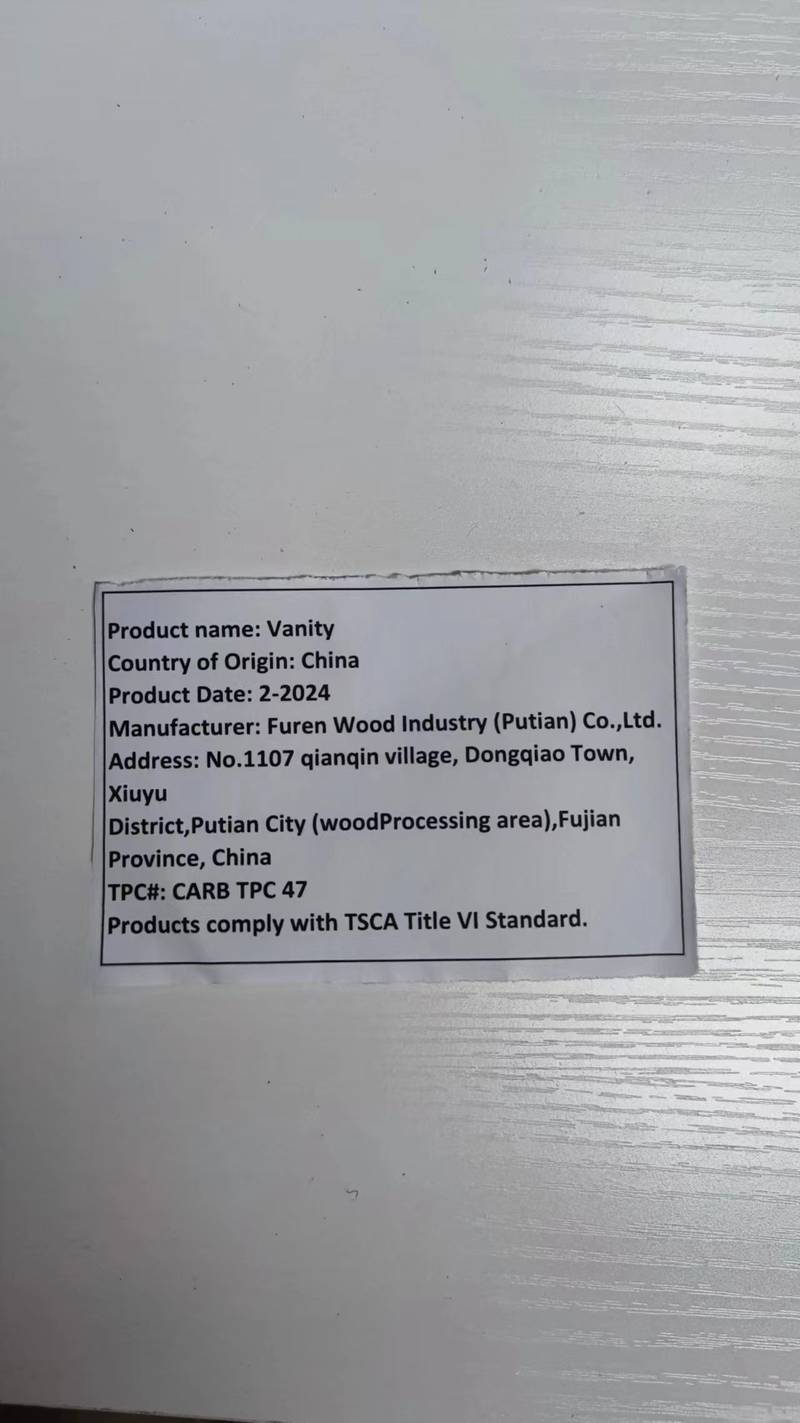 Product name: Vanity
Country of Origin: China
Product Date: 2-2024
Manufacturer: Furen Wood Industry (Putian) Co.,Ltd.
Address: No.1107 qianqin village, Dongqiao Town,
Xiuyu
District,Putian City (woodProcessing area),Fujian
Province, China
TPC#: CARB TPC 47
Products comply with TSCA Title VI Standard.